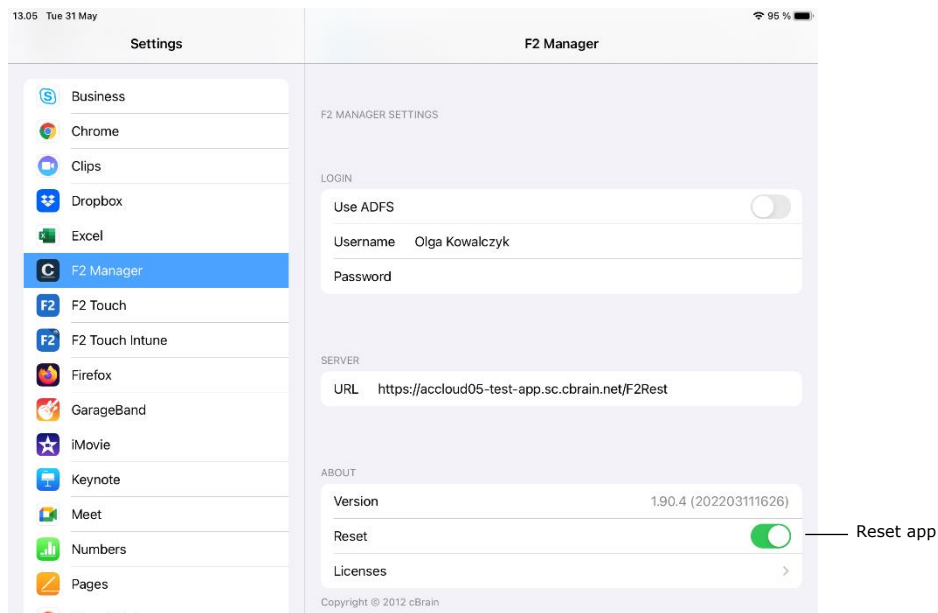 13.05 Tue 31 May
95 %
Settings
F2 Manager
Business
Chrome
Clips
Dropbox
Excel
F2 Manager
F2 Touch
F2 Touch Intune
Firefox
GarageBand
iMovie
Keynote
Meet
Numbers
Pages
F2 MANAGER SETTINGS
LOGIN
Use ADFS
Username Olga Kowalczyk
Password
SERVER
URL https://accloud05-test-app.sc.cbrain.net/F2Rest
ABOUT
Version 1.90.4 (202203111626)
Reset
Licenses
Copyright © 2012 cBrain
Reset app